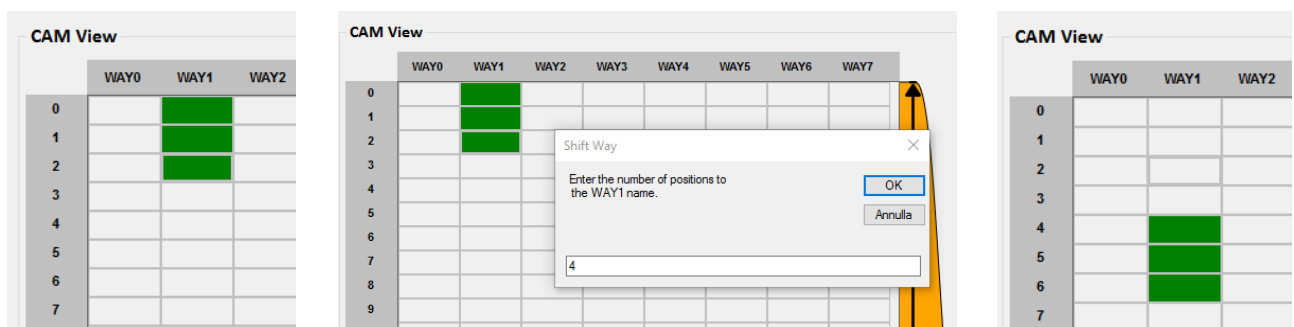 CAM View
WAY0 WAY1 WAY2
0
1
2
3
4
5
6
7
CAM View
WAY0 WAY1 WAY2 WAY3 WAY4 WAY5 WAY6 WAY7
0
1
2
3
4
5
6
7
8
9
Shift Way
Enter the number of positions to
the WAY1 name.
OK
Annulla
4
CAM View
WAY0 WAY1 WAY2
0
1
2
3
4
5
6
7